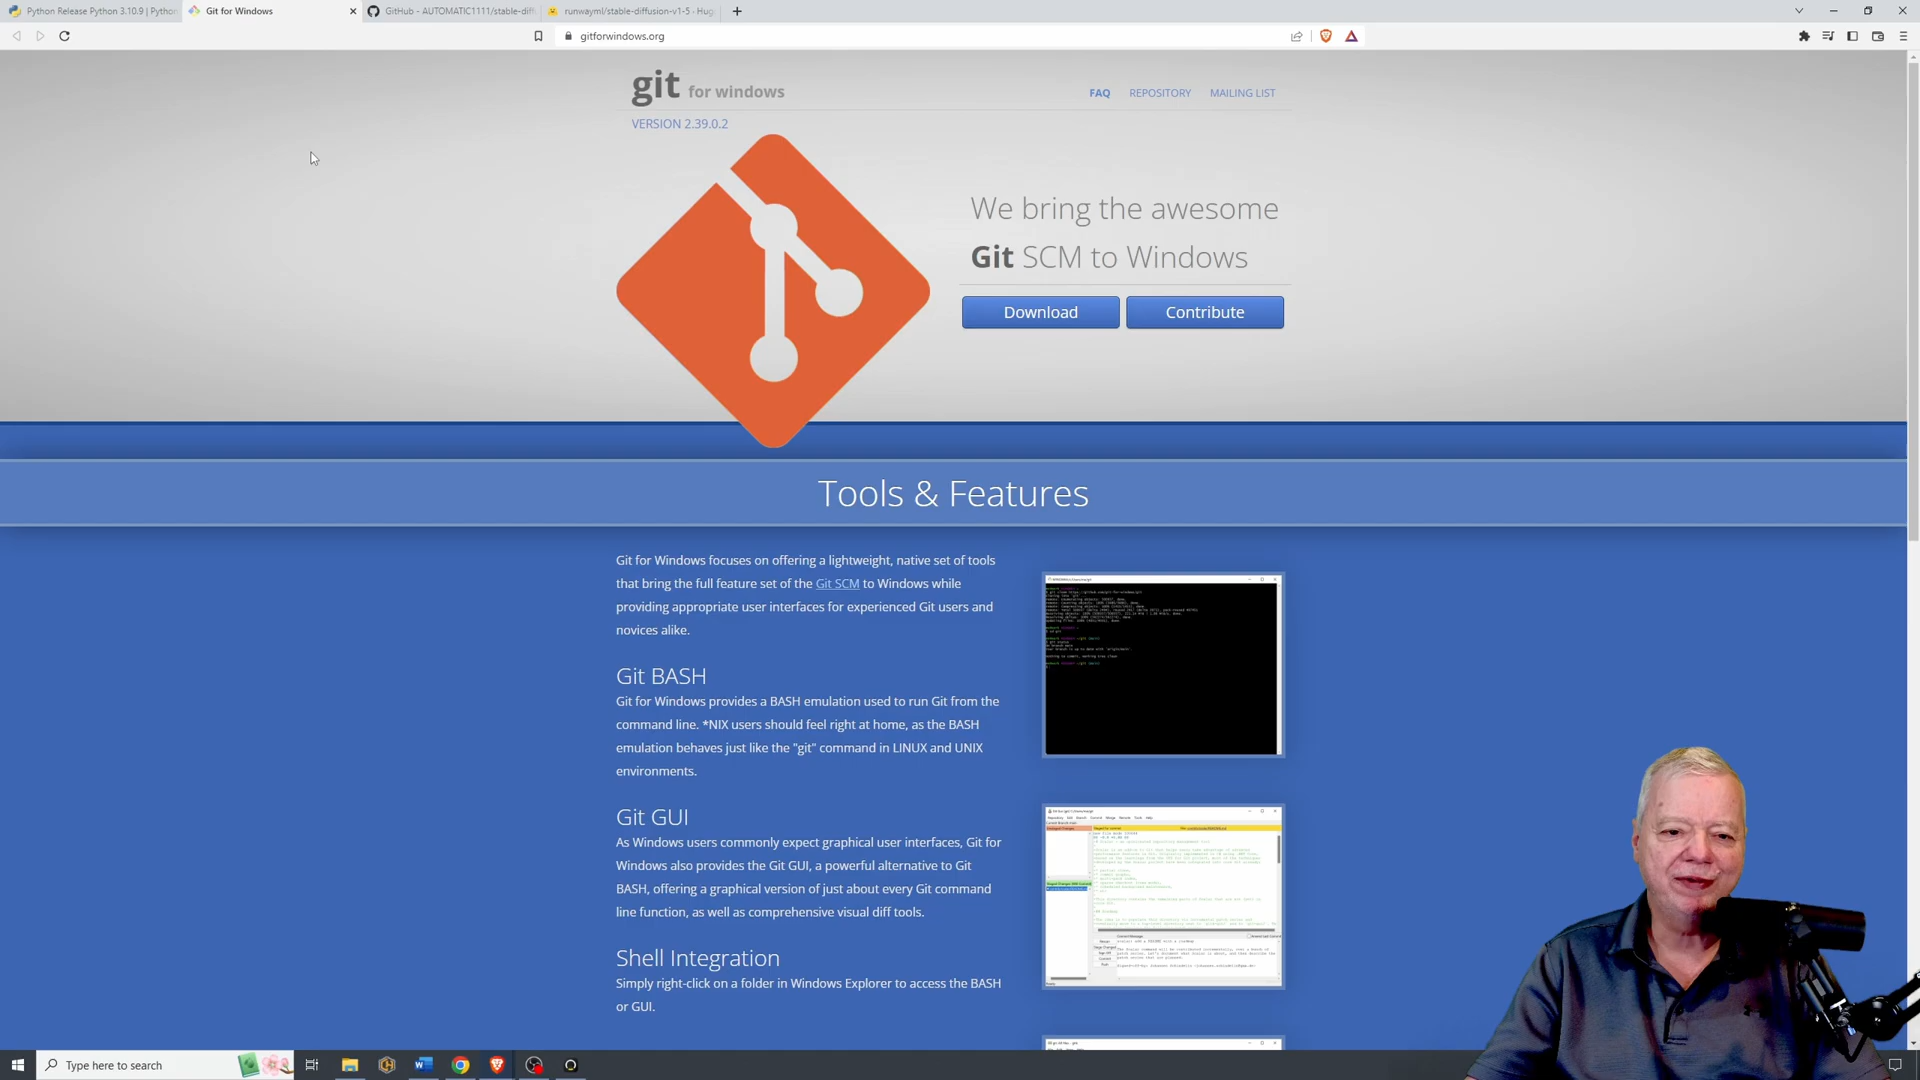 Python Release Python 3.10.9 | Python
Git for Windows
GitHub - AUTOMATIC1111/stable-diff
runwayml/stable-diffusion-v1-5 · Hug
gitforwindows.org
git for windows
FAQ
REPOSITORY
MAILING LIST
VERSION 2.39.0.2
We bring the awesome
Git SCM to Windows
Download
Contribute
Tools & Features
Git for Windows focuses on offering a lightweight, native set of tools
that bring the full feature set of the Git SCM to Windows while
providing appropriate user interfaces for experienced Git users and
novices alike.
Git BASH
Git for Windows provides a BASH emulation used to run Git from the
command line. *NIX users should feel right at home, as the BASH
emulation behaves just like the "git" command in LINUX and UNIX
environments.
Git GUI
As Windows users commonly expect graphical user interfaces, Git for
Windows also provides the Git GUI, a powerful alternative to Git
BASH, offering a graphical version of just about every Git command
line function, as well as comprehensive visual diff tools.
Shell Integration
Simply right-click on a folder in Windows Explorer to access the BASH
or GUI.
Type here to search